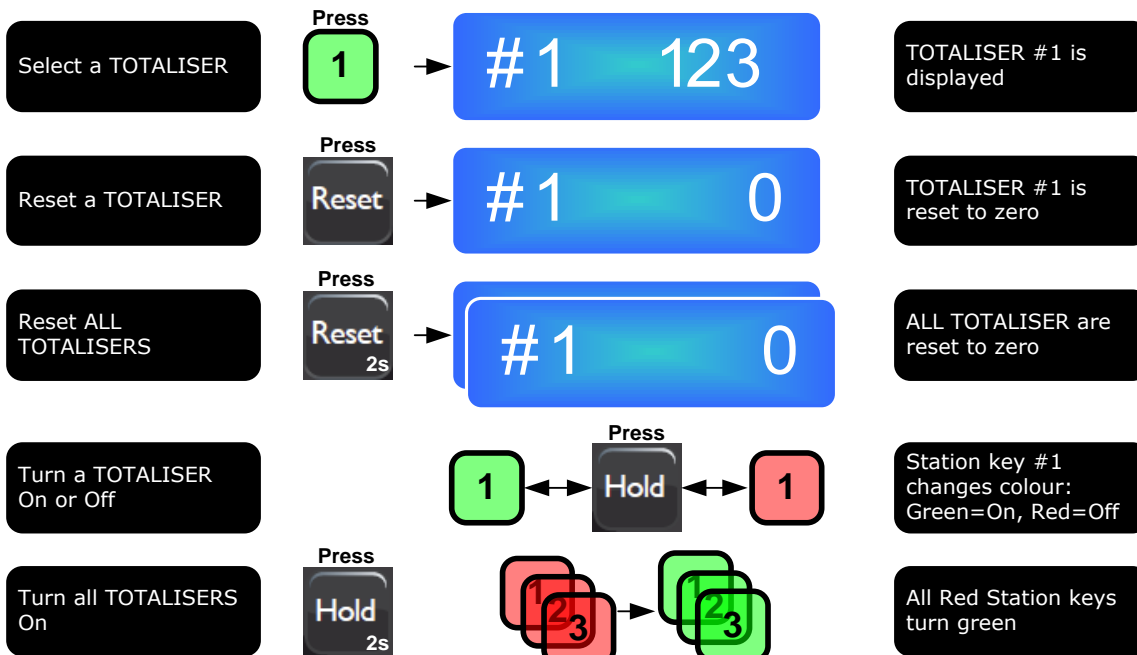 Press
Select a TOTALISER
1
#1 123
TOTALISER #1 is
displayed
Press
Reset a TOTALISER
Reset
#1 0
TOTALISER #1 is
reset to zero
Press
Reset ALL
TOTALISERS
Reset
2s
#1 0
ALL TOTALISER are
reset to zero
Press
Turn a TOTALISER
On or Off
1
Hold
1
Station key #1
changes colour:
Green=On, Red=Off
Press
Turn all TOTALISERS
On
Hold
2s
1
2
3
1
2
3
All Red Station keys
turn green